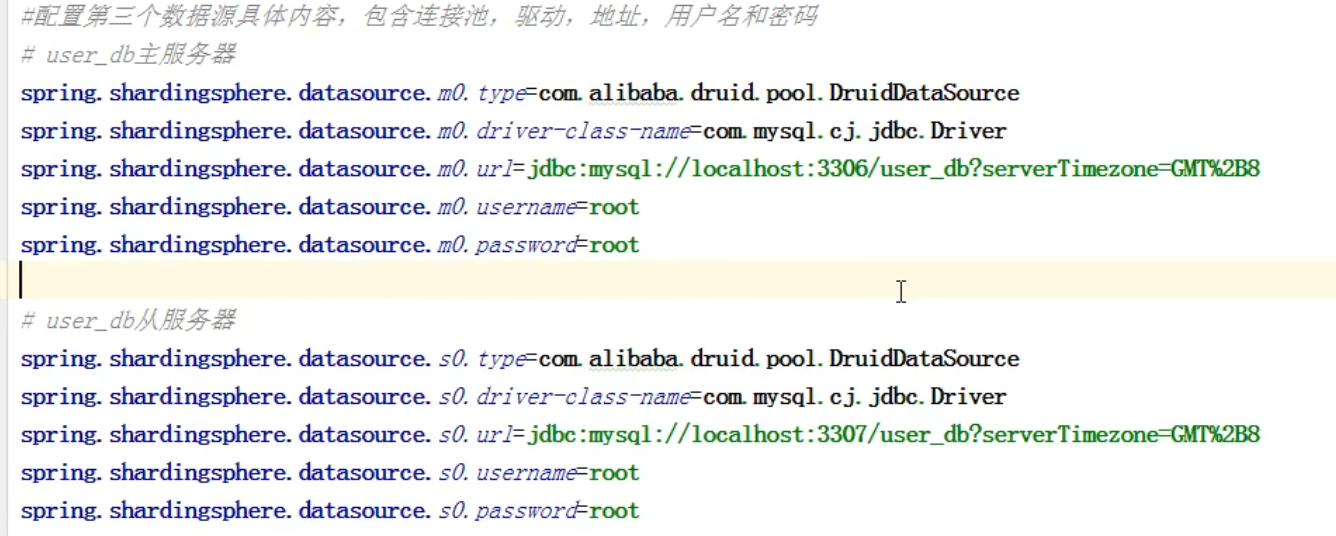 #配置第三个数据源具体内容，包含连接池，驱动，地址，用户名和密码
# user_db主服务器
spring.shardingsphere.datasource.m0.type=com.alibaba.druid.pool.DruidDataSource
spring.shardingsphere.datasource.m0.driver-class-name=com.mysql.cj.jdbc.Driver
spring.shardingsphere.datasource.m0.url=jdbc:mysql://localhost:3306/user_db?serverTimezone=GMT%2B8
spring.shardingsphere.datasource.m0.username=root
spring.shardingsphere.datasource.m0.password=root
# user_db从服务器
spring.shardingsphere.datasource.s0.type=com.alibaba.druid.pool.DruidDataSource
spring.shardingsphere.datasource.s0.driver-class-name=com.mysql.cj.jdbc.Driver
spring.shardingsphere.datasource.s0.url=jdbc:mysql://localhost:3307/user_db?serverTimezone=GMT%2B8
spring.shardingsphere.datasource.s0.username=root
spring.shardingsphere.datasource.s0.password=root